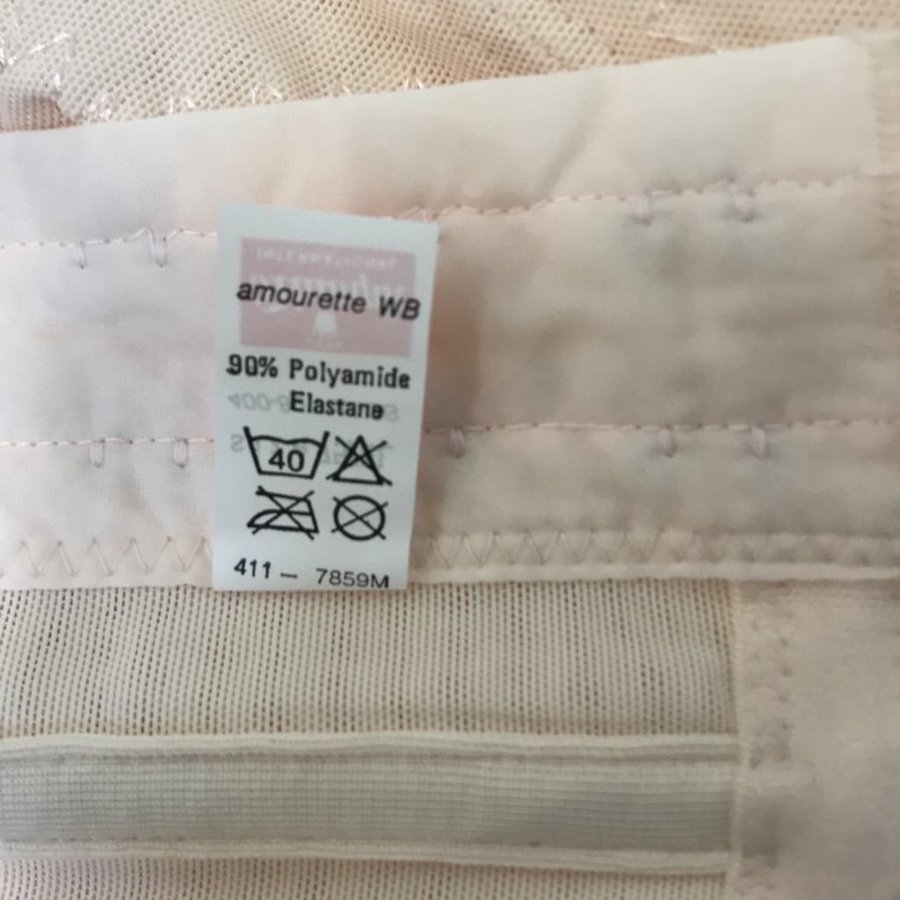 amourette WB
90% Polyamide
Elastane
40
411 - 7859M